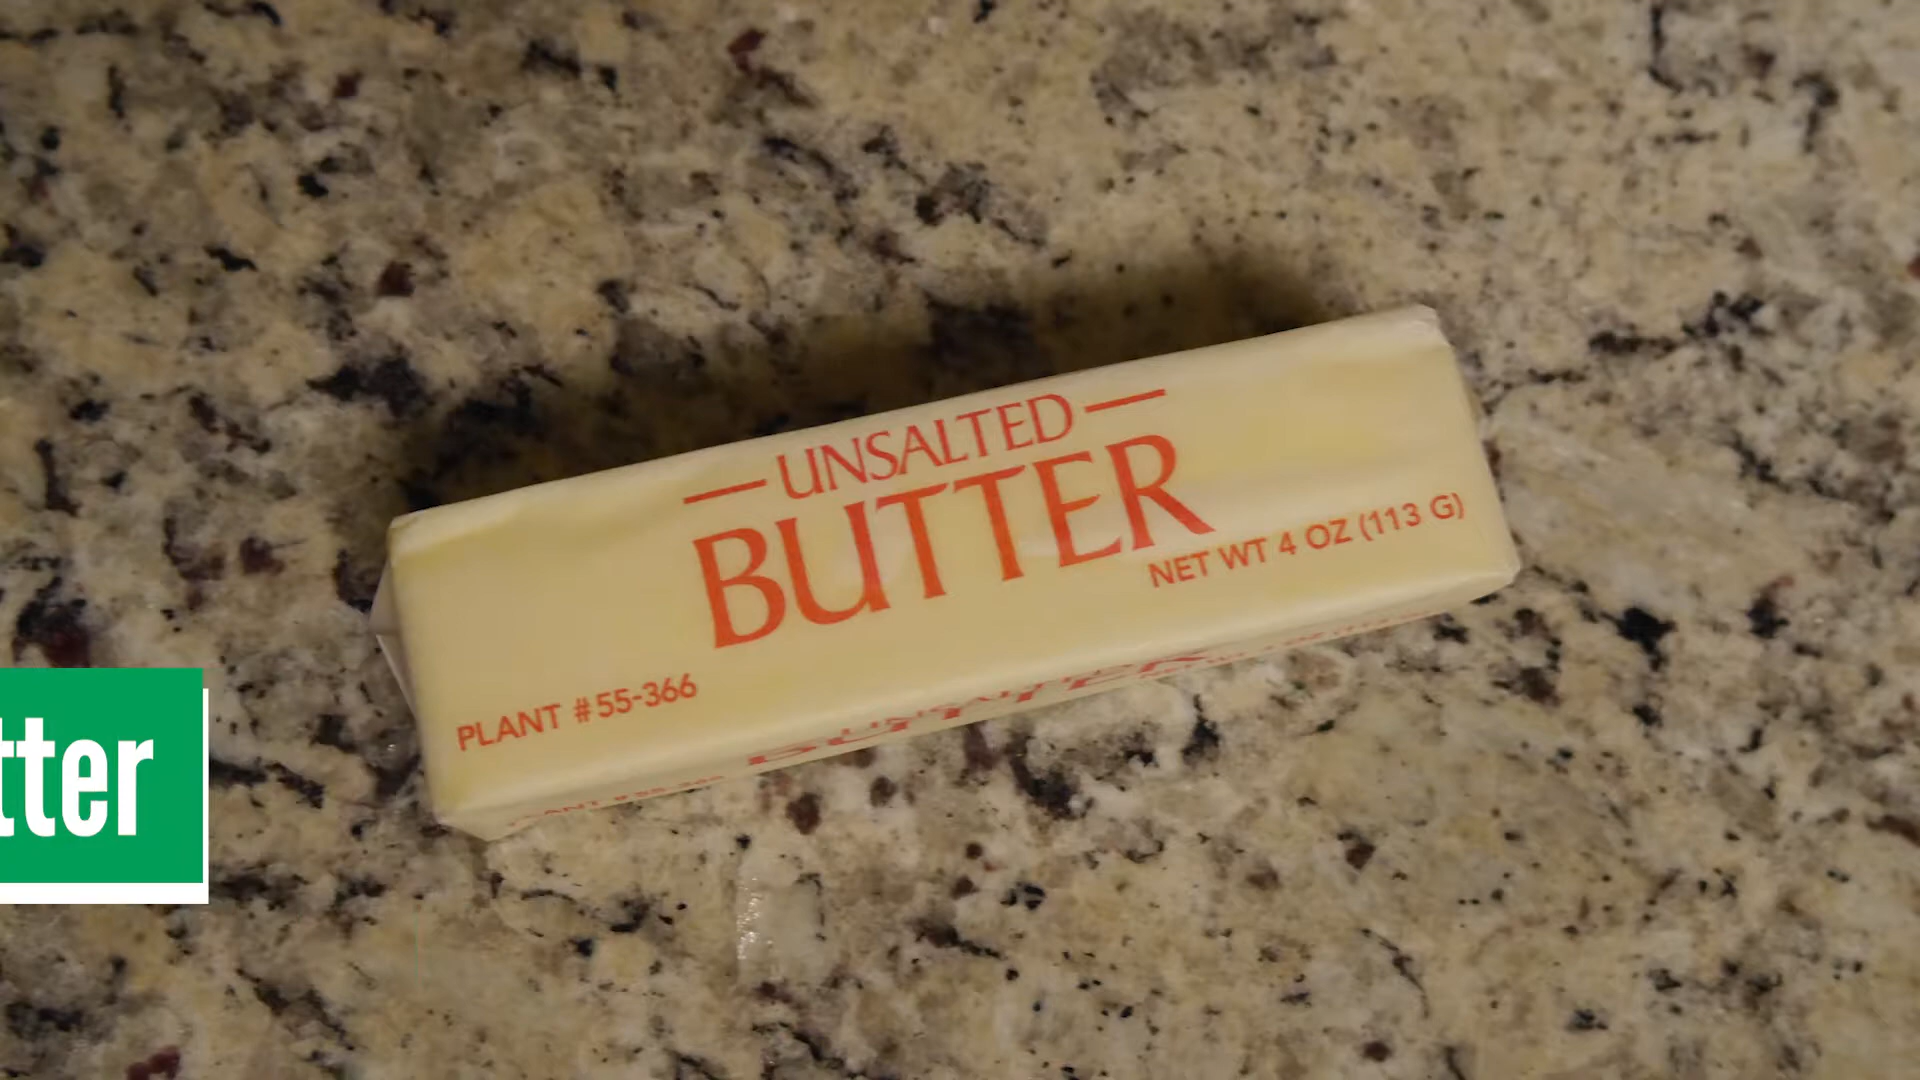 — UNSALTED —
BUTTER
NET WT 4 OZ (113 G)
PLANT #55-366
tter